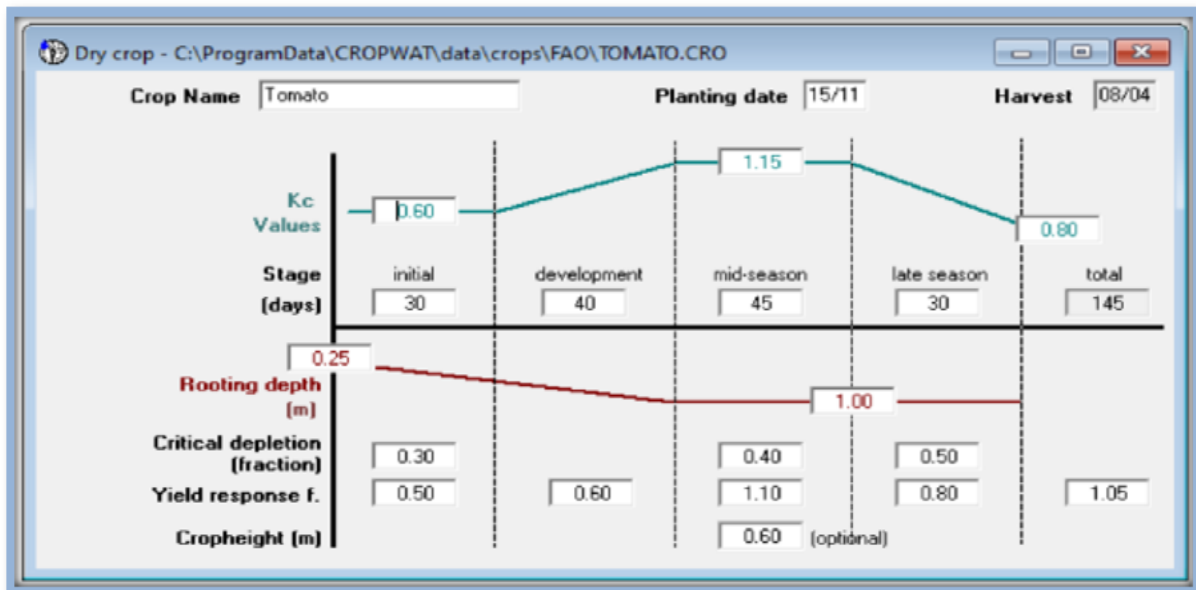 Dry crop - C:\ProgramData\CROPWAT\data\crops\FAO\TOMATO.CRO
Crop Name Tomato Planting date 15/11 Harvest 08/04
1.15
Kc 0.60
Values 0.80
Stage initial development mid-season late season total
(days) 30 40 45 30 145
0.25
Rooting depth 1.00
(m)
Critical depletion
(fraction) 0.30 0.40 0.50
Yield response f. 0.50 0.60 1.10 0.80 1.05
Cropheight (m) 0.60 (optional)